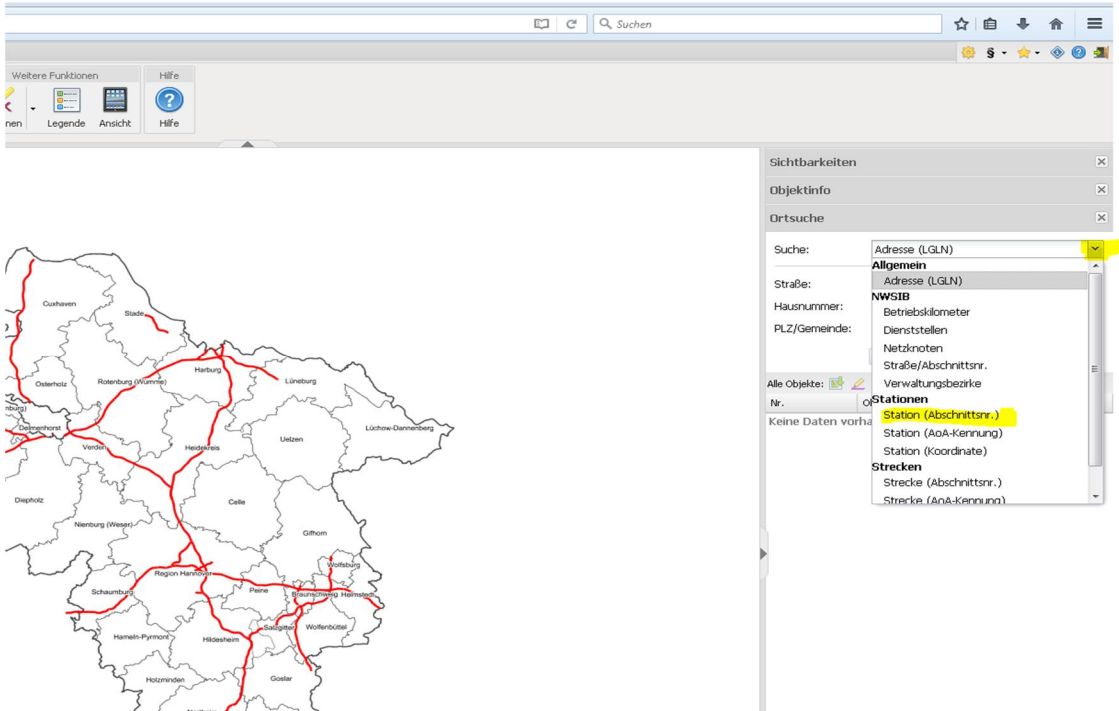 Suchen
§
Weitere Funktionen
Hilfe
nen
Legende
Ansicht
Hilfe
Sichtbarkeiten
Objektinfo
Ortsuche
Suche:
Adresse (LGLN)
Straße:
Hausnummer:
PLZ/Gemeinde:
Allgemein
Adresse (LGLN)
NWSIB
Betriebskilometer
Dienststellen
Netzknoten
Straße/Abschnittsnr.
Verwaltungsbezirke
Stationen
Station (Abschnittsnr.)
Station (AoA-Kennung)
Station (Koordinate)
Strecken
Strecke (Abschnittsnr.)
Strecke (AoA-Kennung)
Alle Objekte:
Nr.
Keine Daten vorha
Cuxhaven
Stade
Osterholz
Rotenburg (Wümme)
Harburg
Lüneburg
nburg)
Delmenhorst
Verden
Heidekreis
Uelzen
Lüchow-Dannenberg
Diepholz
Celle
Nienburg (Weser)
Gifhorn
Wolfsburg
Region Hannover
Schaumburg
Peine
Braunschweig
Helmstedt
Salzgitter
Wolfenbüttel
Hameln-Pyrmont
Hildesheim
Holzminden
Goslar